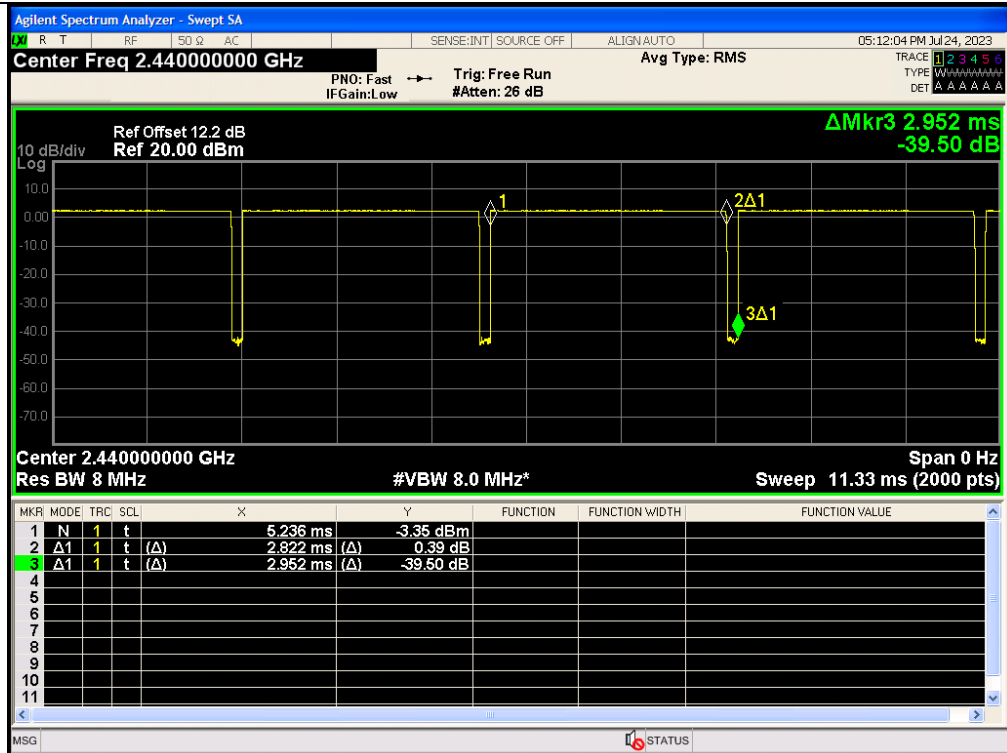 Agilent Spectrum Analyzer - Swept SA
LXI R T RF 50 Ω AC SENSE:INT SOURCE OFF ALIGN AUTO 05:12:04 PM Jul 24, 2023
Center Freq 2.440000000 GHz
PNO: Fast
IFGain:Low
Trig: Free Run
#Atten: 26 dB
Avg Type: RMS
TRACE 1 2 3 4 5 6
TYPE WWWWWW
DET A A A A A A
Ref Offset 12.2 dB
10 dB/div Ref 20.00 dBm
Log
ΔMkr3 2.952 ms
-39.50 dB
10.0
0.00
-10.0
-20.0
-30.0
-40.0
-50.0
-60.0
-70.0
1
2Δ1
3Δ1
Center 2.440000000 GHz Span 0 Hz
Res BW 8 MHz #VBW 8.0 MHz* Sweep 11.33 ms (2000 pts)
MKR MODE TRC SCL X Y FUNCTION FUNCTION WIDTH FUNCTION VALUE
1 N 1 t 5.236 ms -3.35 dBm
2 Δ1 1 t (Δ) 2.822 ms (Δ) 0.39 dB
3 Δ1 1 t (Δ) 2.952 ms (Δ) -39.50 dB
4
5
6
7
8
9
10
11
MSG STATUS